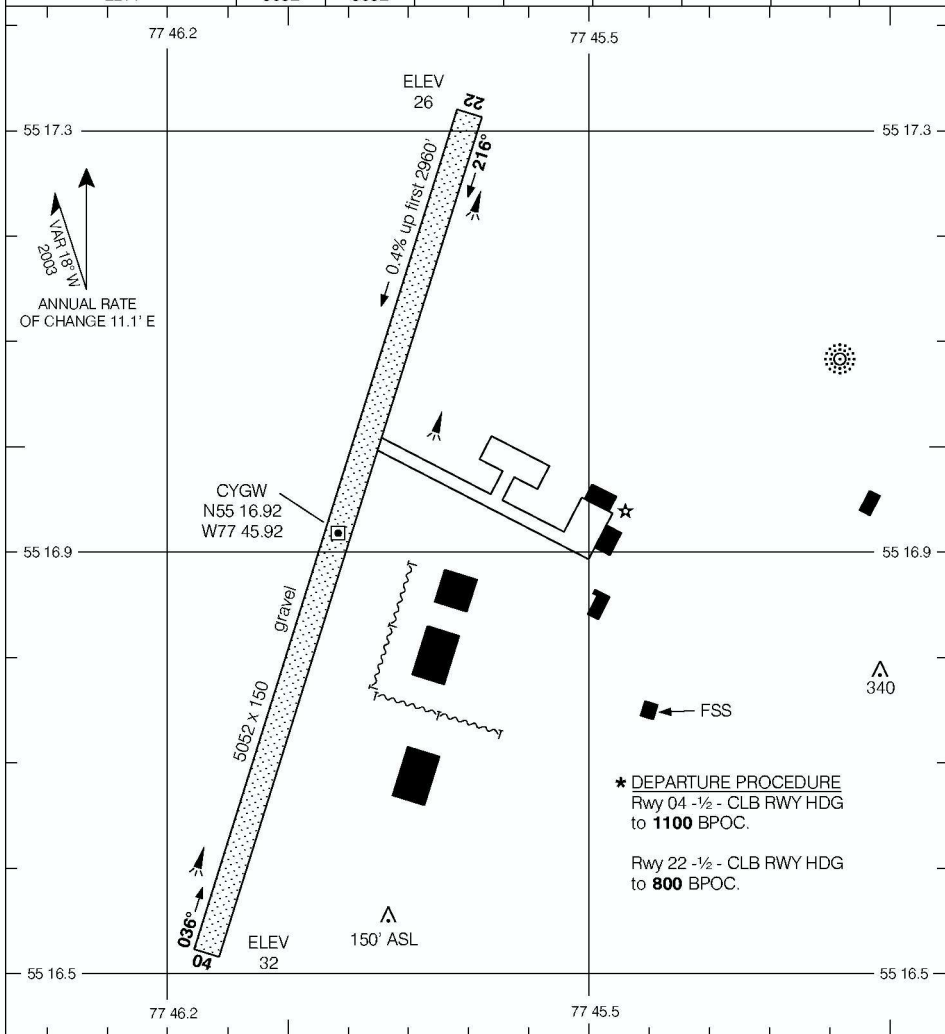 77 46.2
77 45.5
ELEV
26
22
55 17.3
55 17.3
216°
0.4% up first 2960'
VAR 18° W
2003
ANNUAL RATE
OF CHANGE 11.1' E
CYGW
N55 16.92
W77 45.92
55 16.9
55 16.9
gravel
5052 x 150
340
FSS
* DEPARTURE PROCEDURE
Rwy 04 -½ - CLB RWY HDG
to 1100 BPOC.
Rwy 22 -½ - CLB RWY HDG
to 800 BPOC.
036°
04
ELEV
32
150' ASL
55 16.5
55 16.5
77 46.2
77 45.5